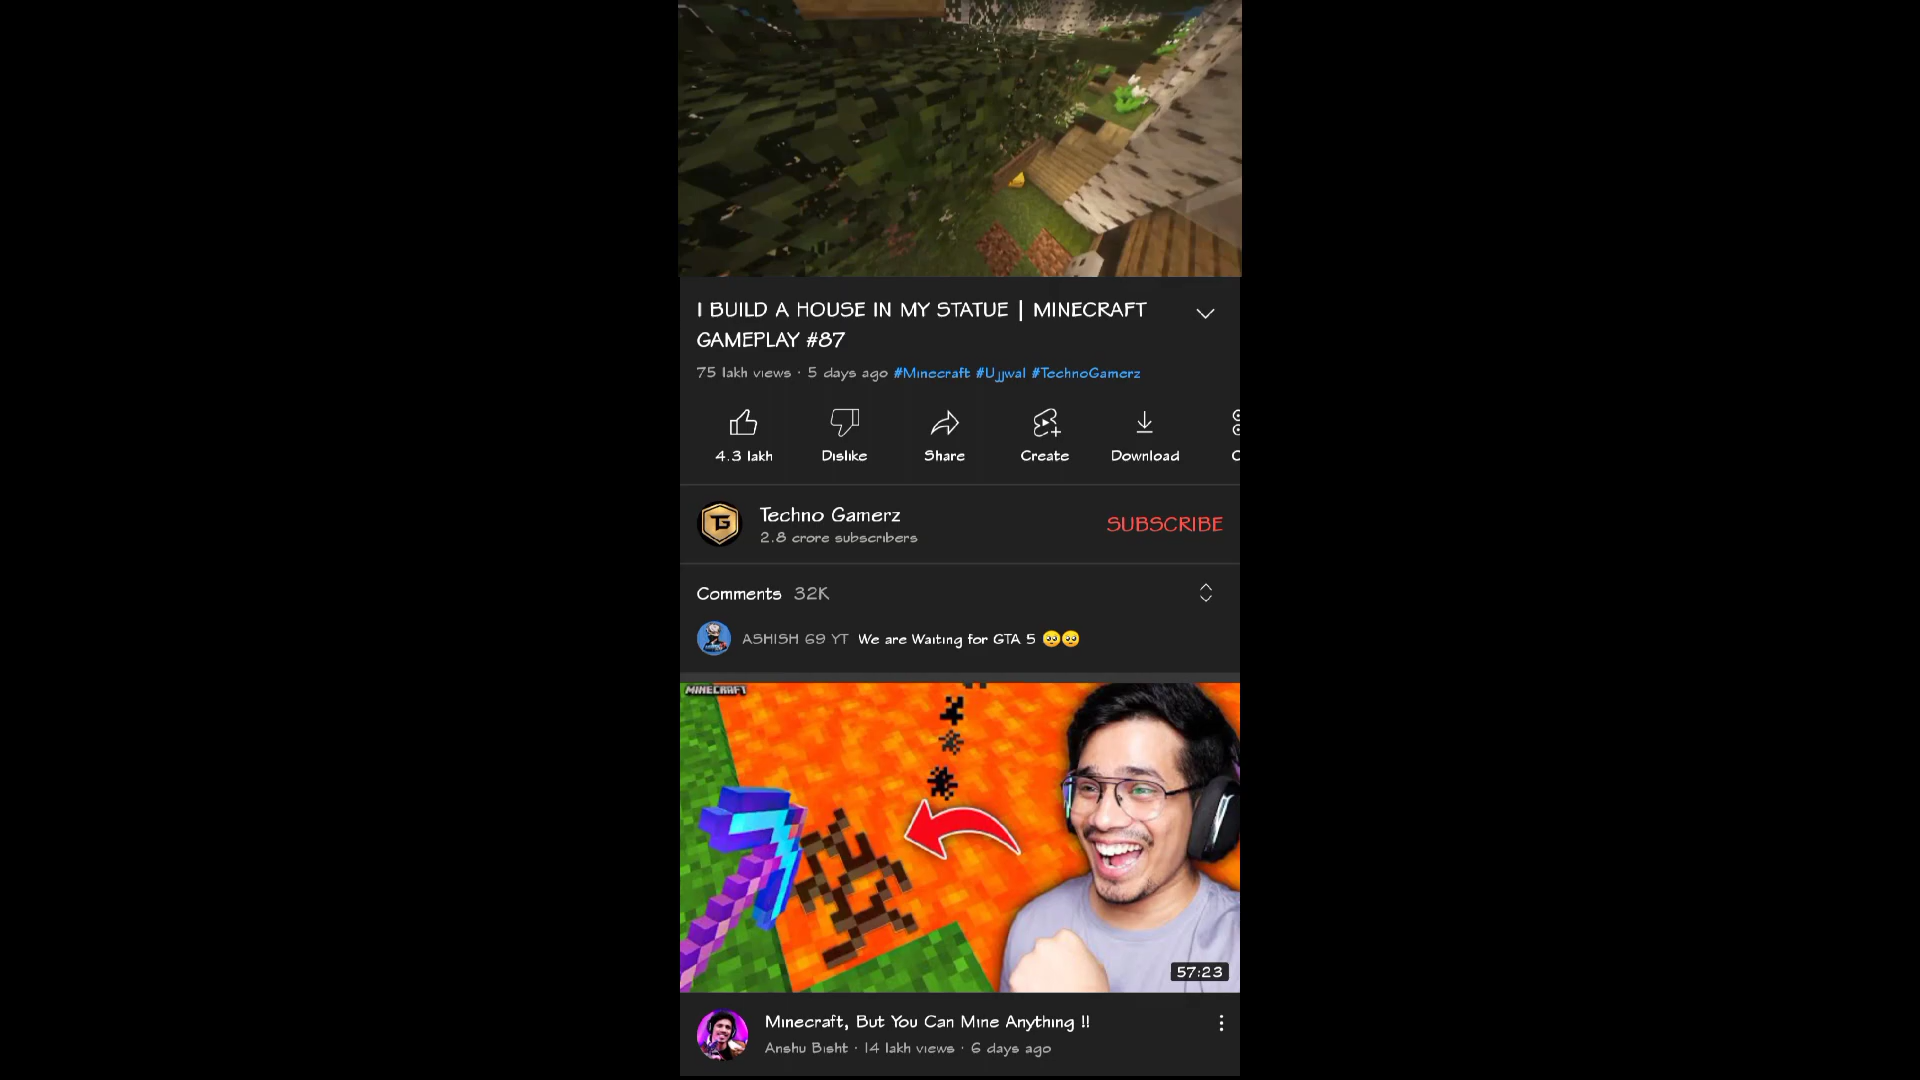 I BUILD A HOUSE IN MY STATUE | MINECRAFT
GAMEPLAY #87
75 lakh views · 5 days ago #Minecraft #Ujjwal #TechnoGamerz
4.3 lakh Dislike Share Create Download
TG
Techno Gamerz
2.8 crore subscribers
SUBSCRIBE
Comments 32K
ASHISH 69 YT We are Waiting for GTA 5 🥺🥺
MINECRAFT
57:23
Minecraft, But You Can Mine Anything !!
Anshu Bisht · 14 lakh views · 6 days ago